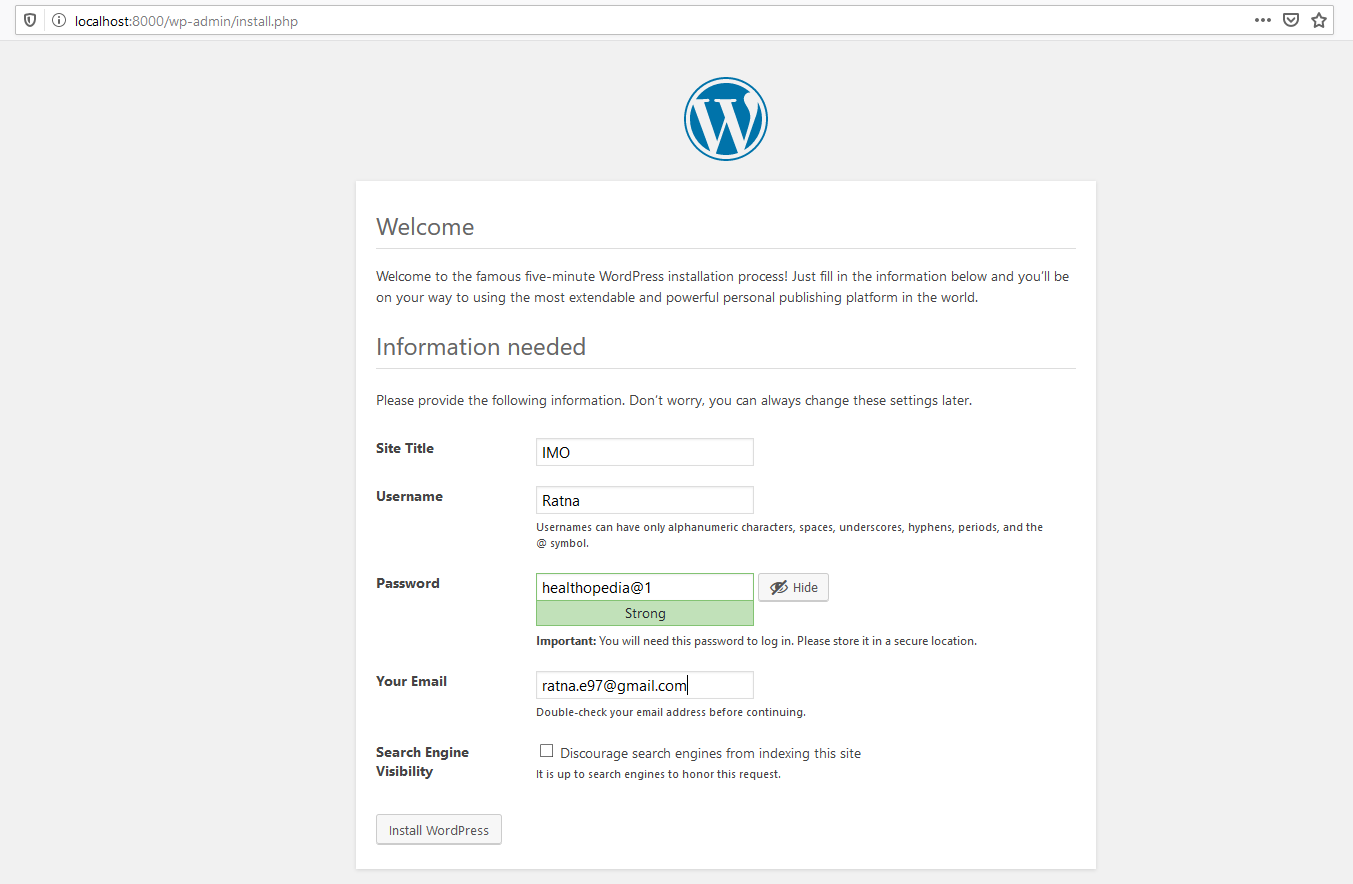 localhost:8000/wp-admin/install.php
Welcome
Welcome to the famous five-minute WordPress installation process! Just fill in the information below and you'll be
on your way to using the most extendable and powerful personal publishing platform in the world.
Information needed
Please provide the following information. Don't worry, you can always change these settings later.
Site Title
IMO
Username
Ratna
Usernames can have only alphanumeric characters, spaces, underscores, hyphens, periods, and the
@ symbol.
Password
healthopedia@1
Hide
Strong
Important: You will need this password to log in. Please store it in a secure location.
Your Email
ratna.e97@gmail.com
Double-check your email address before continuing.
Search Engine
Visibility
Discourage search engines from indexing this site
It is up to search engines to honor this request.
Install WordPress